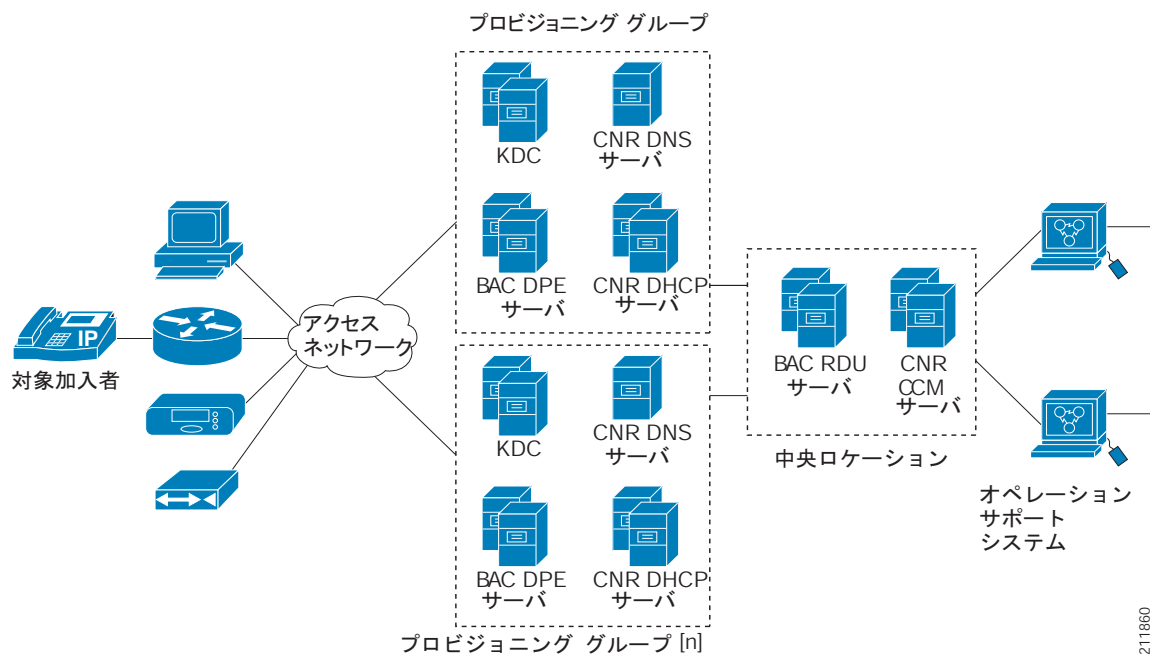 プロビジョニング グループ
KDC
CNR DNS
サーバ
BAC DPE
サーバ
CNR DHCP
サーバ
アクセス
ネットワーク
IP
対象加入者
BAC RDU
サーバ
CNR
CCM
サーバ
中央ロケーション
KDC
CNR DNS
サーバ
BAC DPE
サーバ
CNR DHCP
サーバ
プロビジョニング グループ [n]
オペレーション
サポート
システム
211860